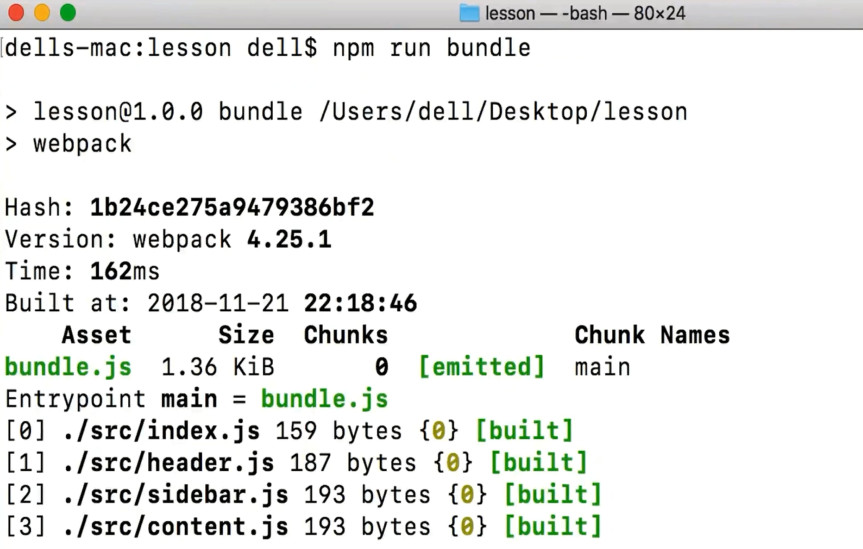 lesson — -bash — 80×24
dells-mac:lesson dell$ npm run bundle
> lesson@1.0.0 bundle /Users/dell/Desktop/lesson
> webpack
Hash: 1b24ce275a9479386bf2
Version: webpack 4.25.1
Time: 162ms
Built at: 2018-11-21 22:18:46
    Asset      Size  Chunks             Chunk Names
bundle.js  1.36 KiB       0  [emitted]  main
Entrypoint main = bundle.js
[0] ./src/index.js 159 bytes {0} [built]
[1] ./src/header.js 187 bytes {0} [built]
[2] ./src/sidebar.js 193 bytes {0} [built]
[3] ./src/content.js 193 bytes {0} [built]